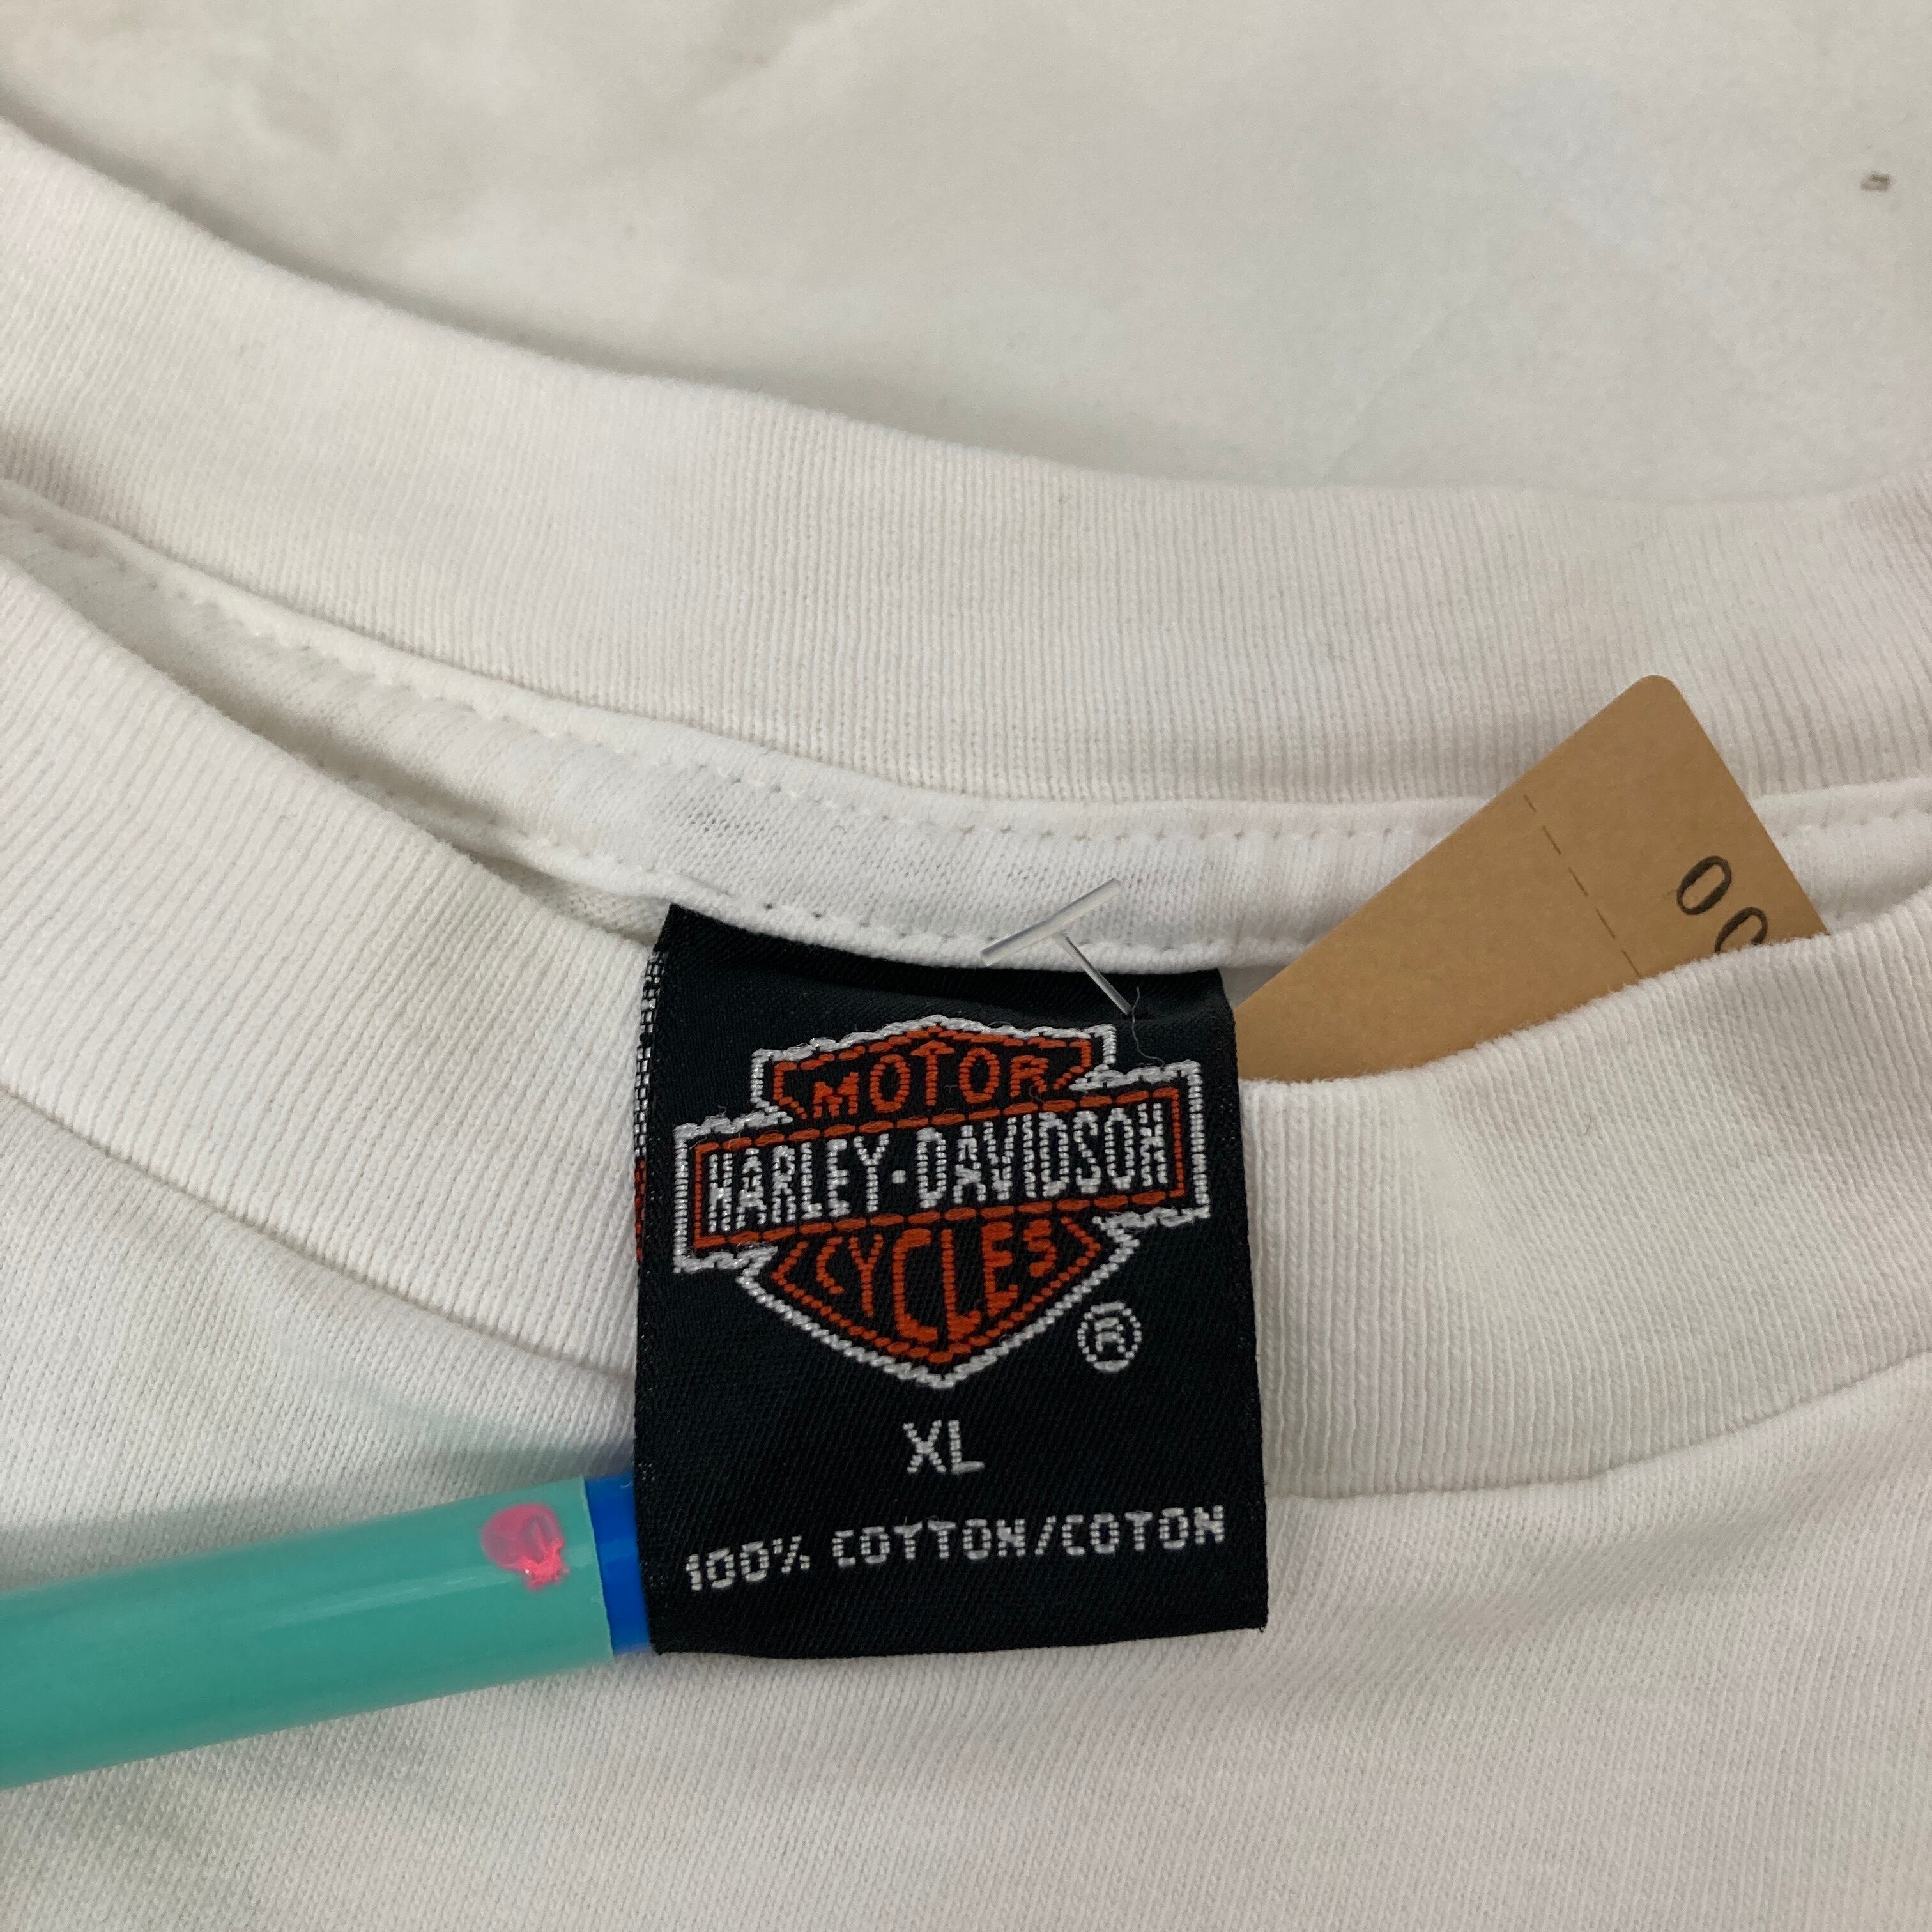 MOTOR
HARLEY-DAVIDSON
CYCLES
®
XL
100% COTTON/COTON